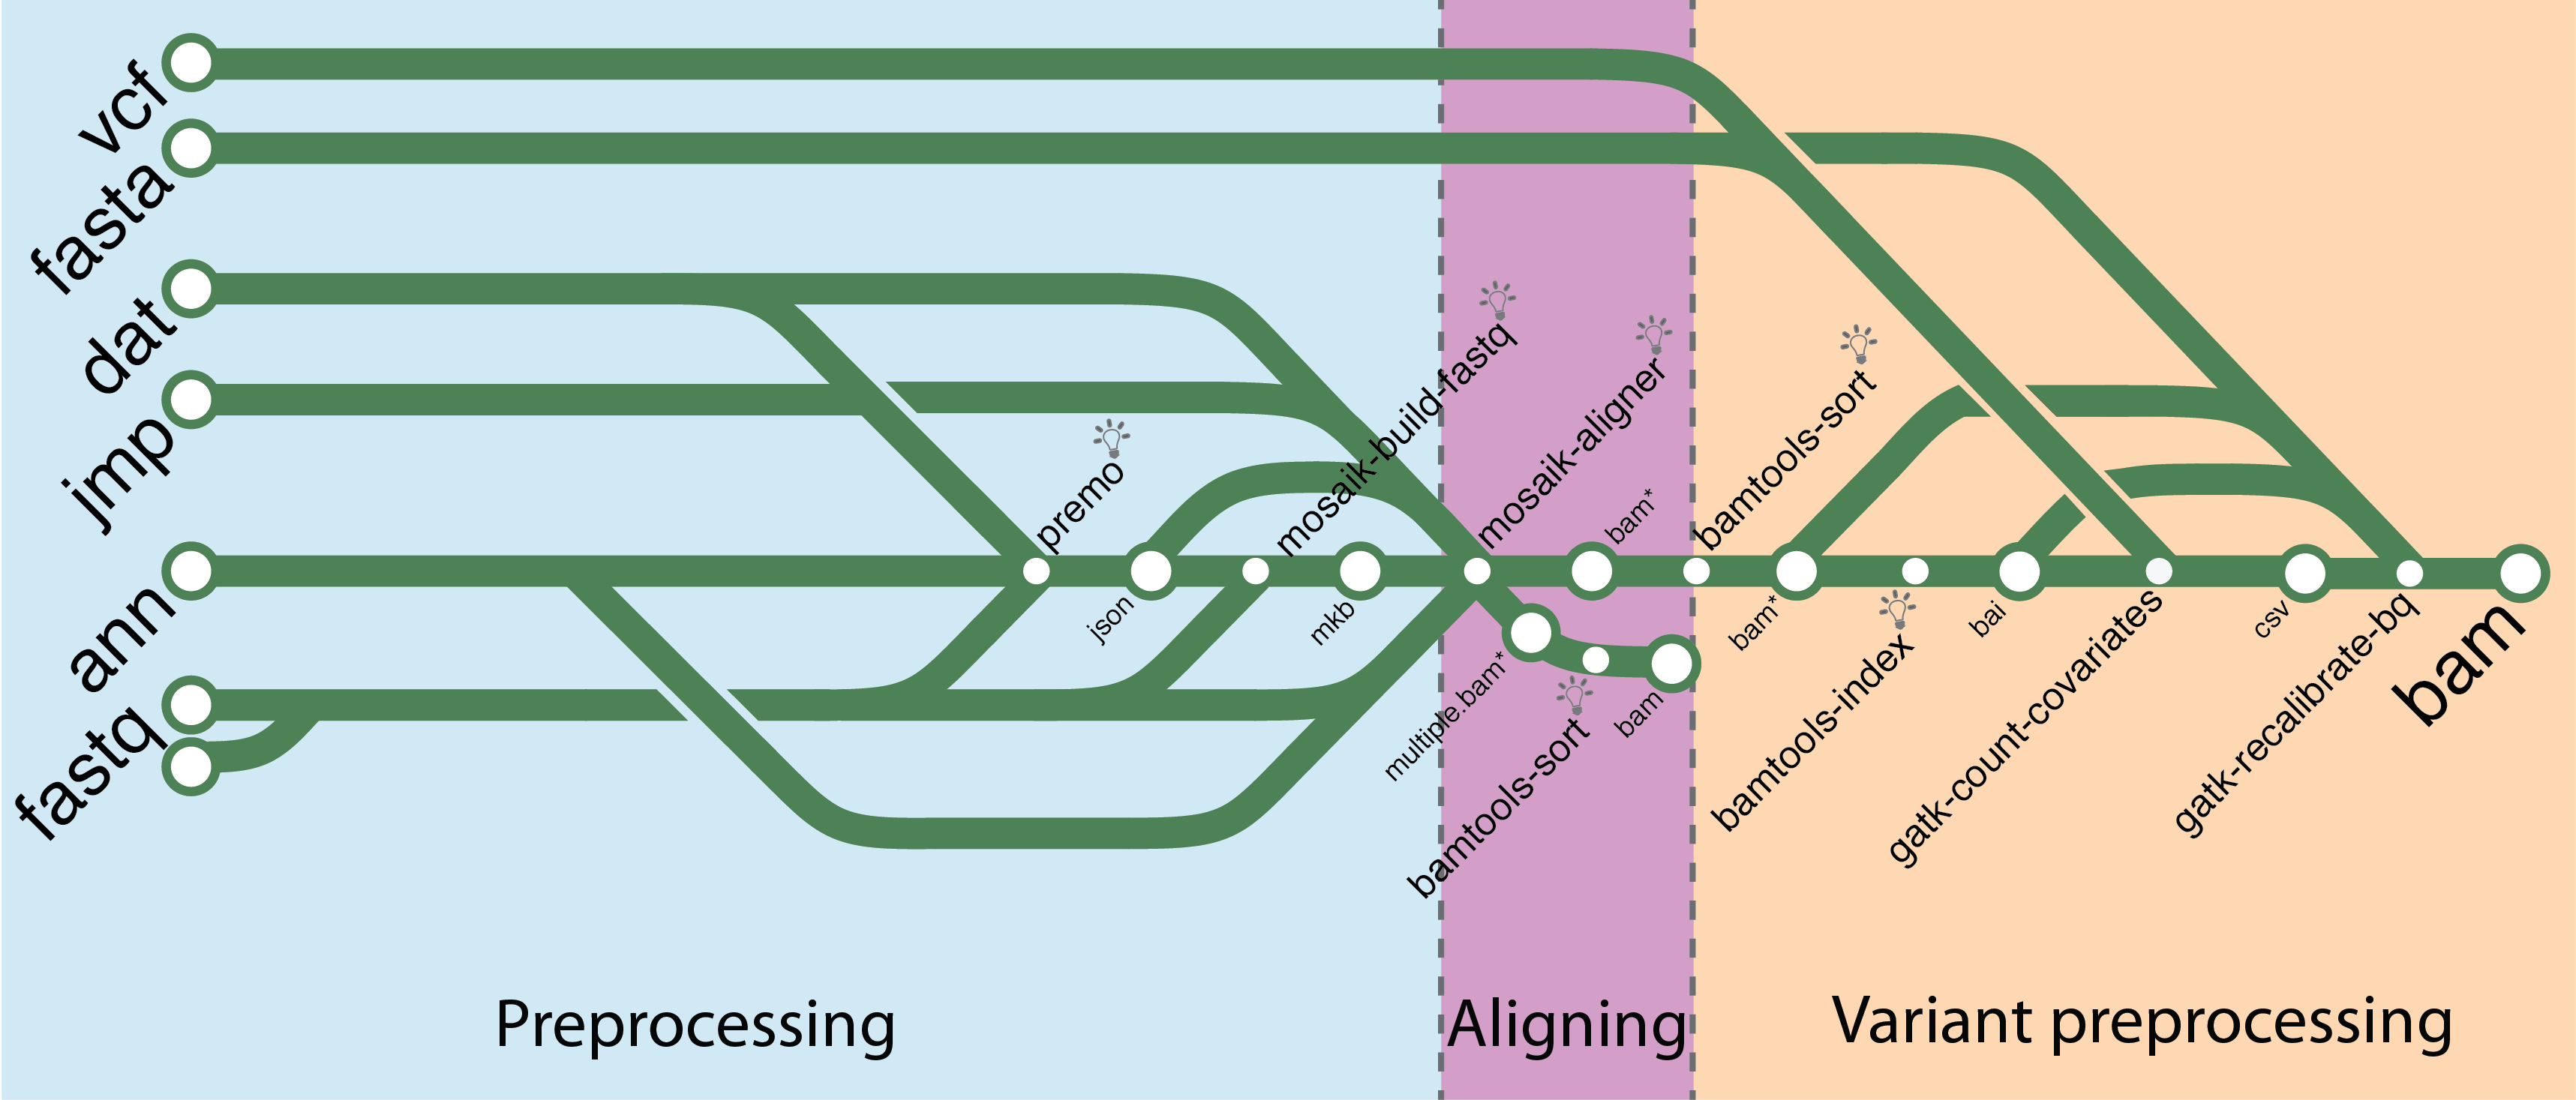 vcf
fasta
dat
jmp
ann
fastq
premo
json
mosaik-build-fastq
mkb
mosaik-aligner
bam*
multiple.bam*
bamtools-sort
bam
bamtools-sort
bam*
bamtools-index
bai
gatk-count-covariates
csv
gatk-recalibrate-bq
bam
Preprocessing
Aligning
Variant preprocessing